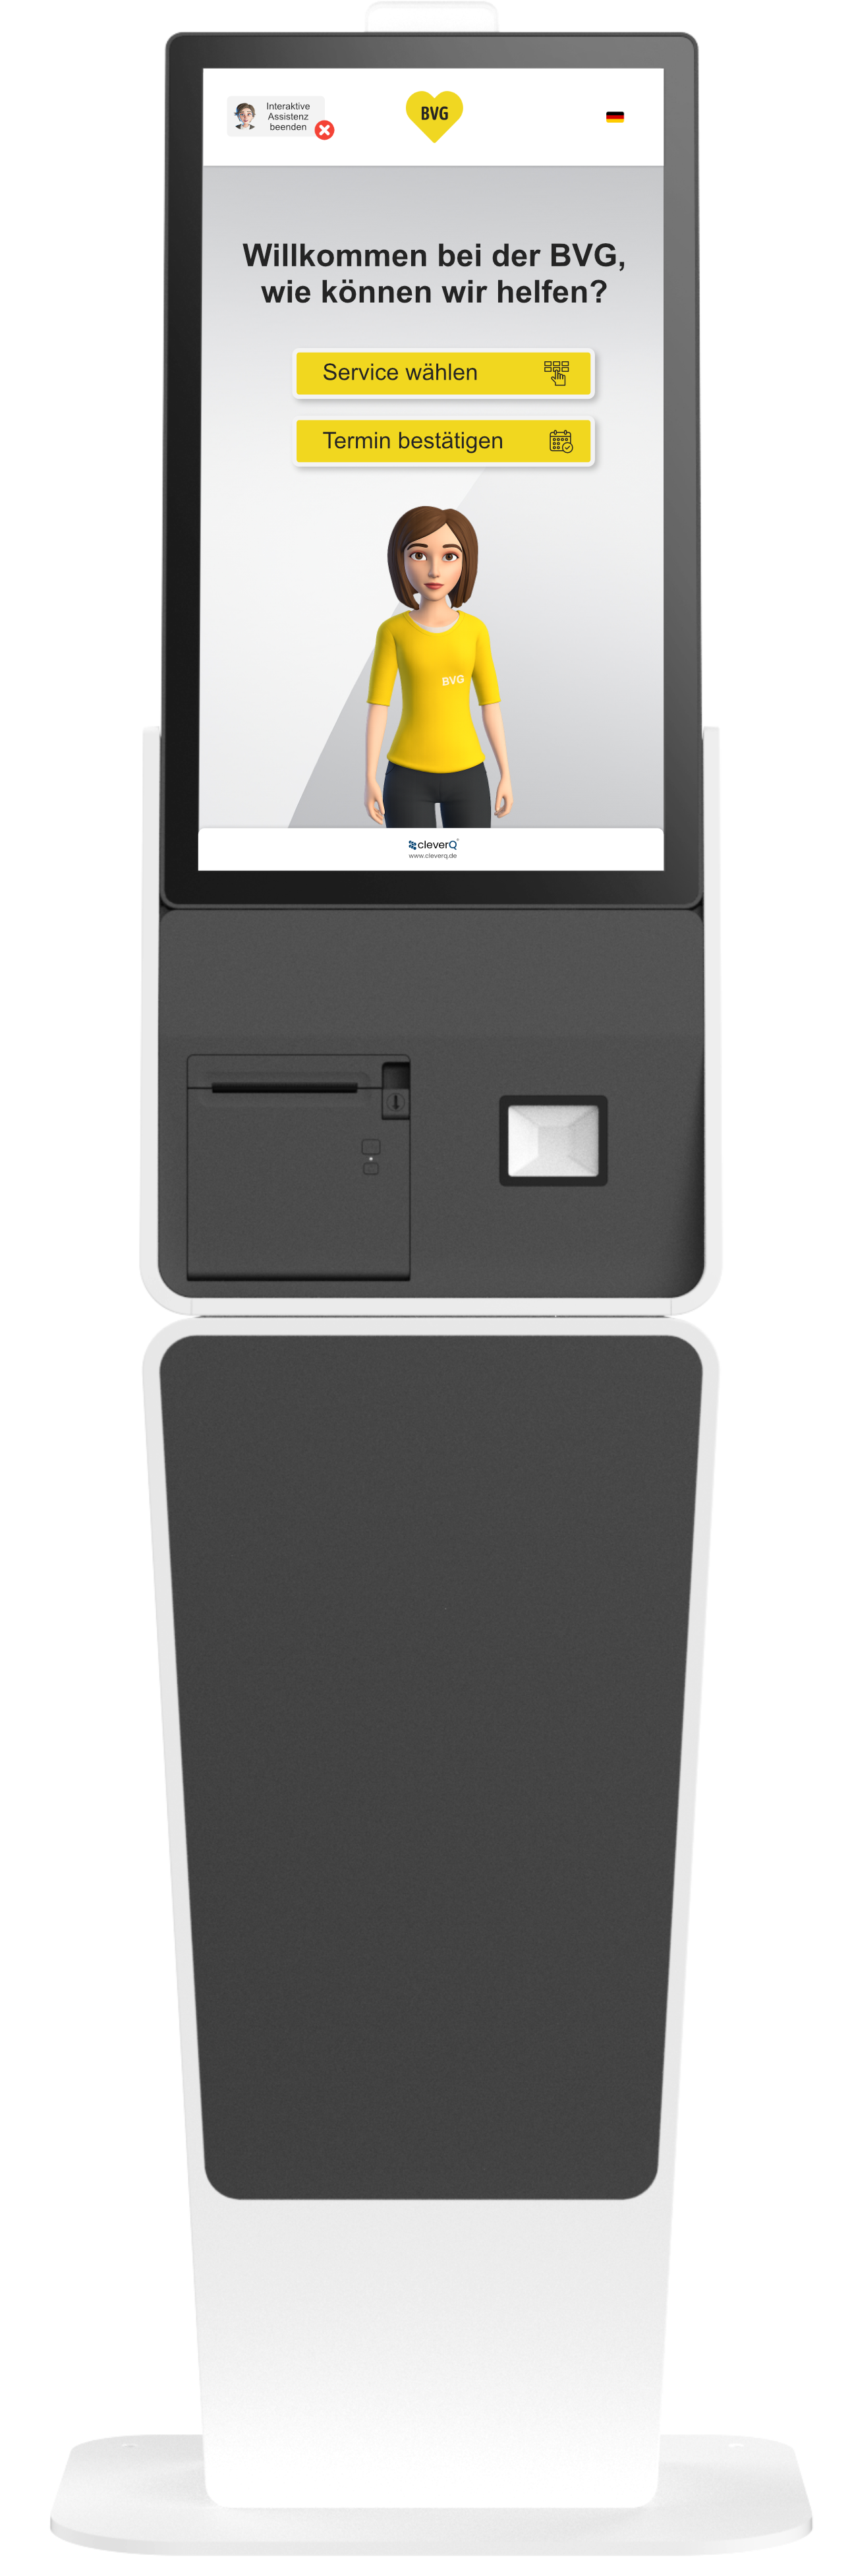 Interaktive
Assistenz
beenden
BVG
Willkommen bei der BVG,
wie können wir helfen?
Service wählen
Termin bestätigen
BVG
cleverQ
www.cleverq.de